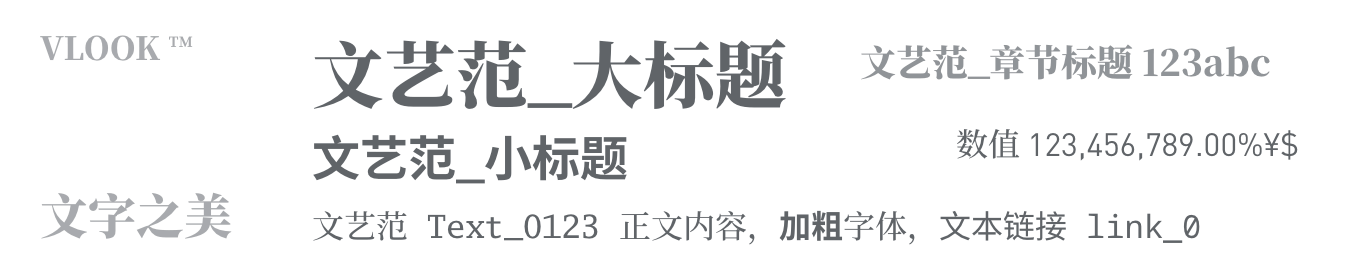 VLOOK ™
文字之美
文艺范_大标题
文艺范_章节标题 123abc
文艺范_小标题
数值 123,456,789.00%¥$
文艺范 Text_0123 正文内容，加粗字体，文本链接 link_0